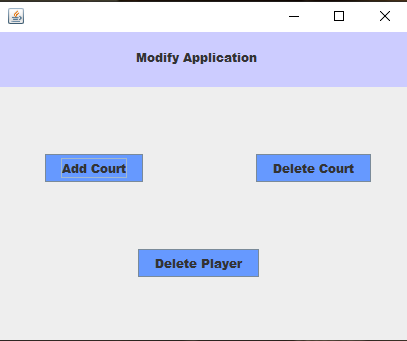 Modify Application
Add Court
Delete Court
Delete Player